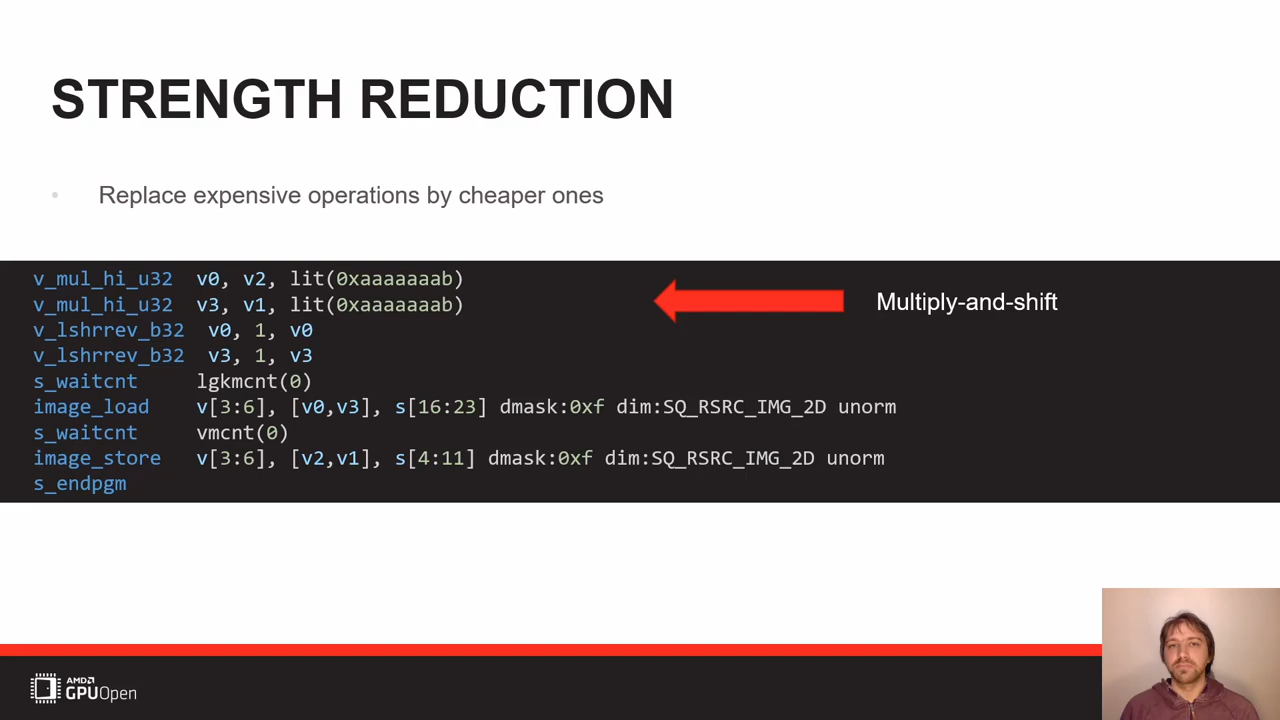 STRENGTH REDUCTION
• Replace expensive operations by cheaper ones
v_mul_hi_u32 v0, v2, lit(0xaaaaaaab)
v_mul_hi_u32 v3, v1, lit(0xaaaaaaab)
Multiply-and-shift
v_lshrrev_b32 v0, 1, v0
v_lshrrev_b32 v3, 1, v3
s_waitcnt lgkmcnt(0)
image_load v[3:6], [v0,v3], s[16:23] dmask:0xf dim:SQ_RSRC_IMG_2D unorm
s_waitcnt vmcnt(0)
image_store v[3:6], [v2,v1], s[4:11] dmask:0xf dim:SQ_RSRC_IMG_2D unorm
s_endpgm
AMD
GPUOpen